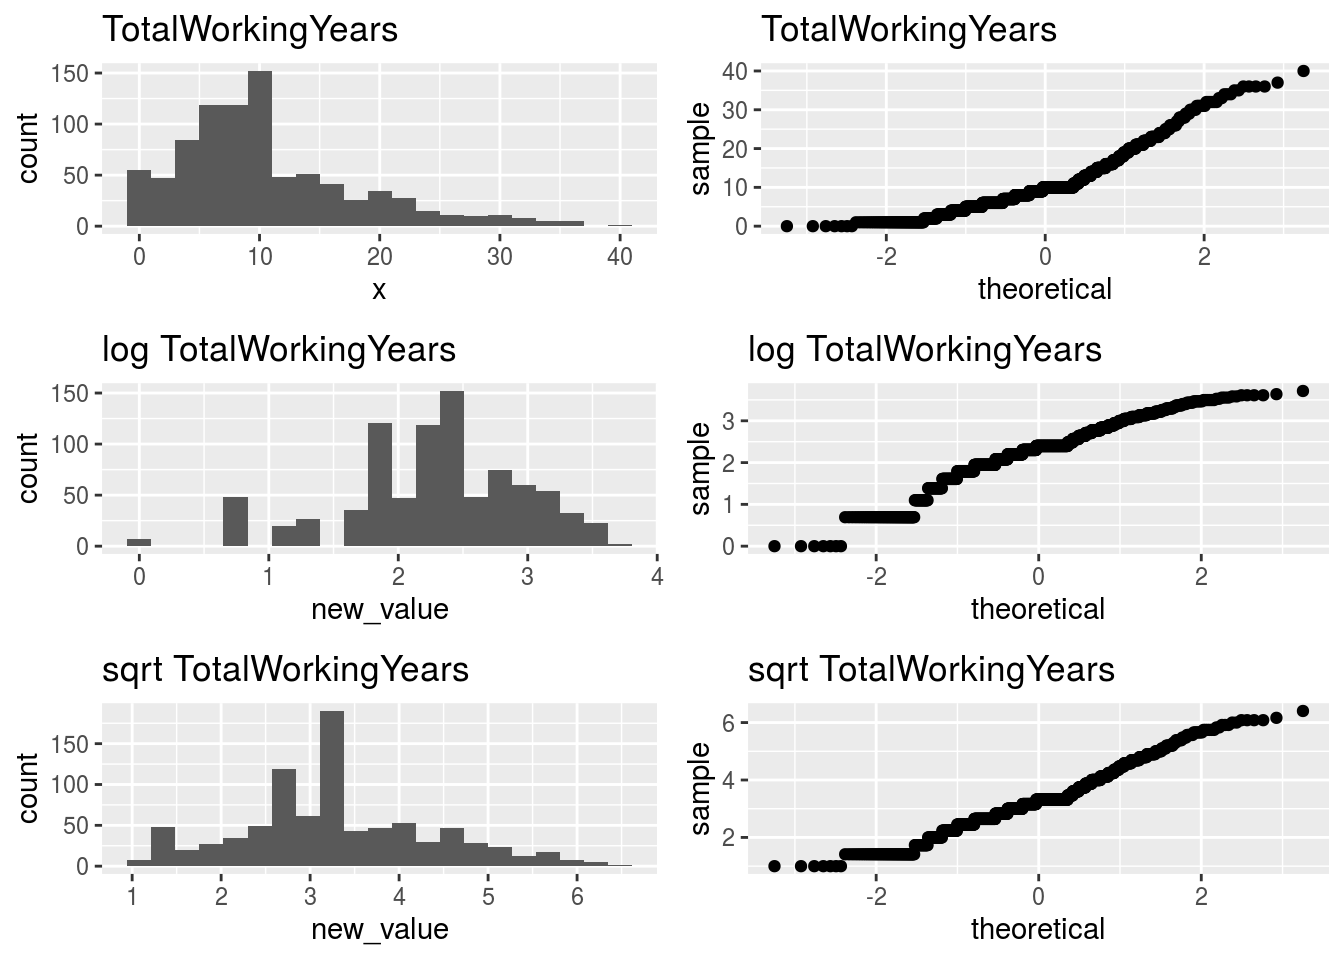 TotalWorkingYears
150
100
50
0
count
0 10 20 30 40
x
TotalWorkingYears
40
30
20
10
0
sample
-2 0 2
theoretical
log TotalWorkingYears
150
100
50
0
count
0 1 2 3 4
new_value
log TotalWorkingYears
3
2
1
0
sample
-2 0 2
theoretical
sqrt TotalWorkingYears
150
100
50
0
count
1 2 3 4 5 6
new_value
sqrt TotalWorkingYears
6
4
2
sample
-2 0 2
theoretical